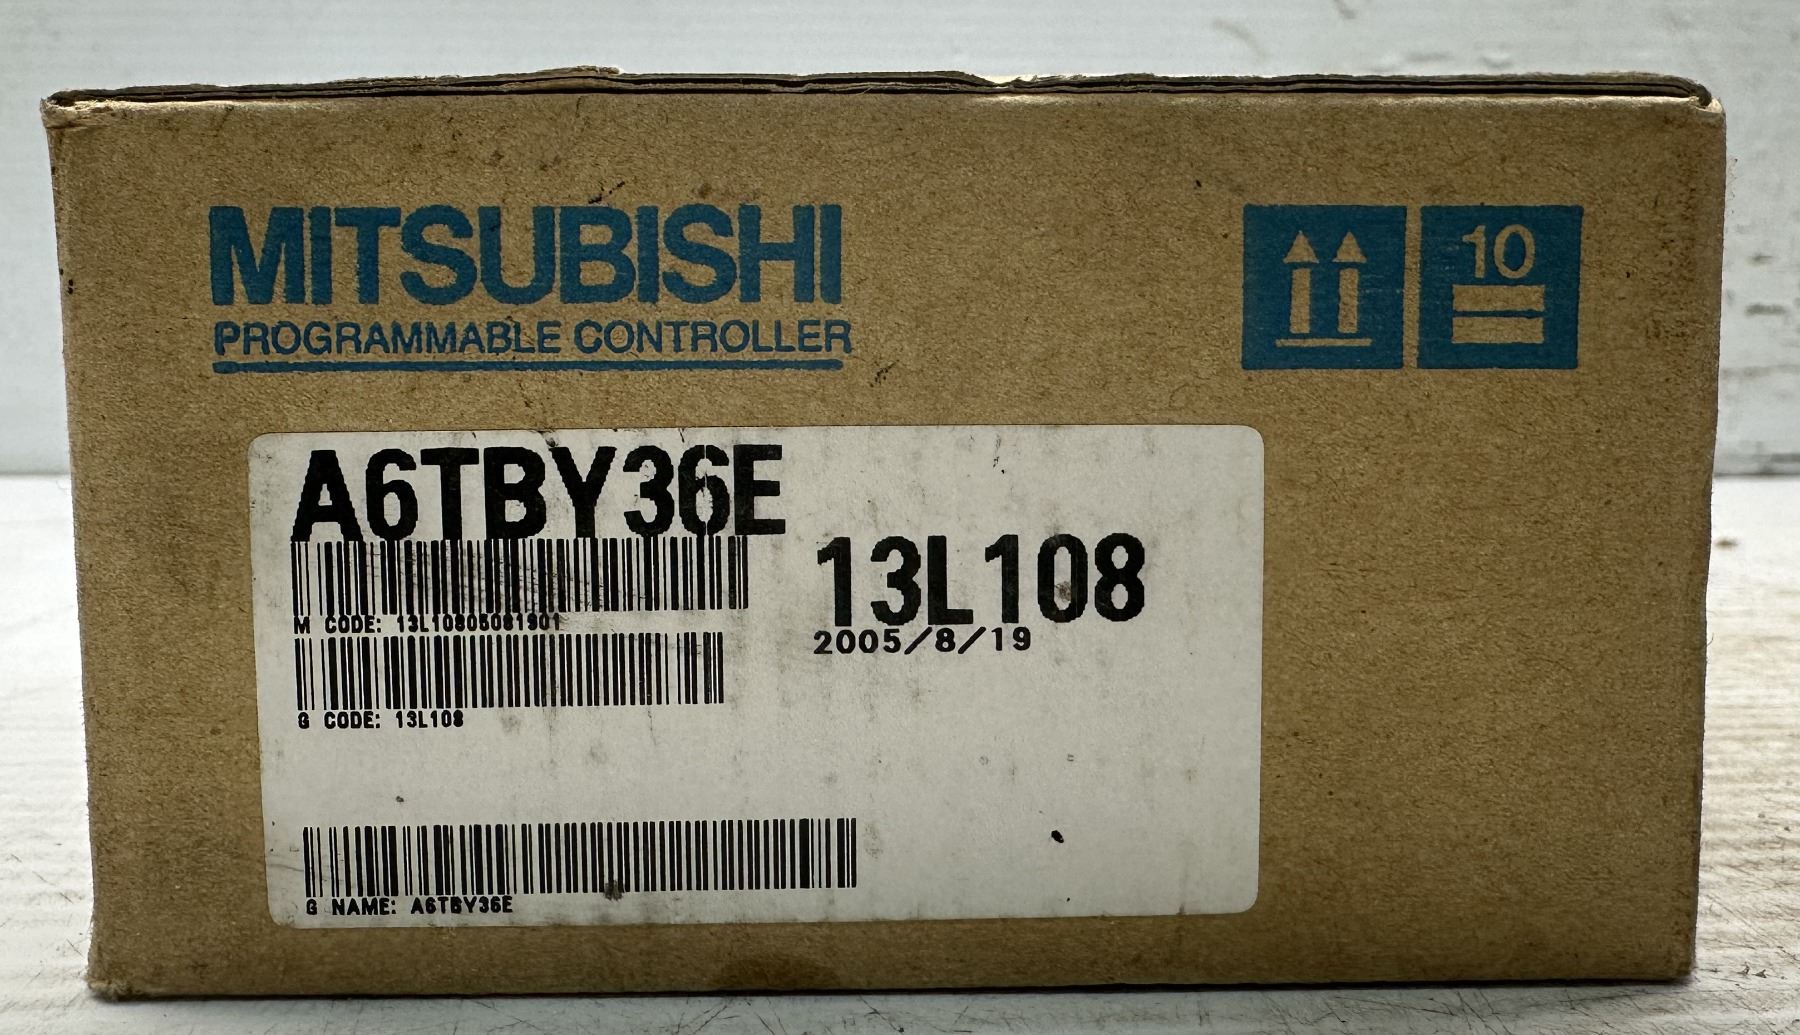 MITSUBISHI
PROGRAMMABLE CONTROLLER
10
A6TBY36E
13L108
M CODE: 13L10805081901
2005/8/19
G CODE: 13L108
G NAME: A6TBY36E